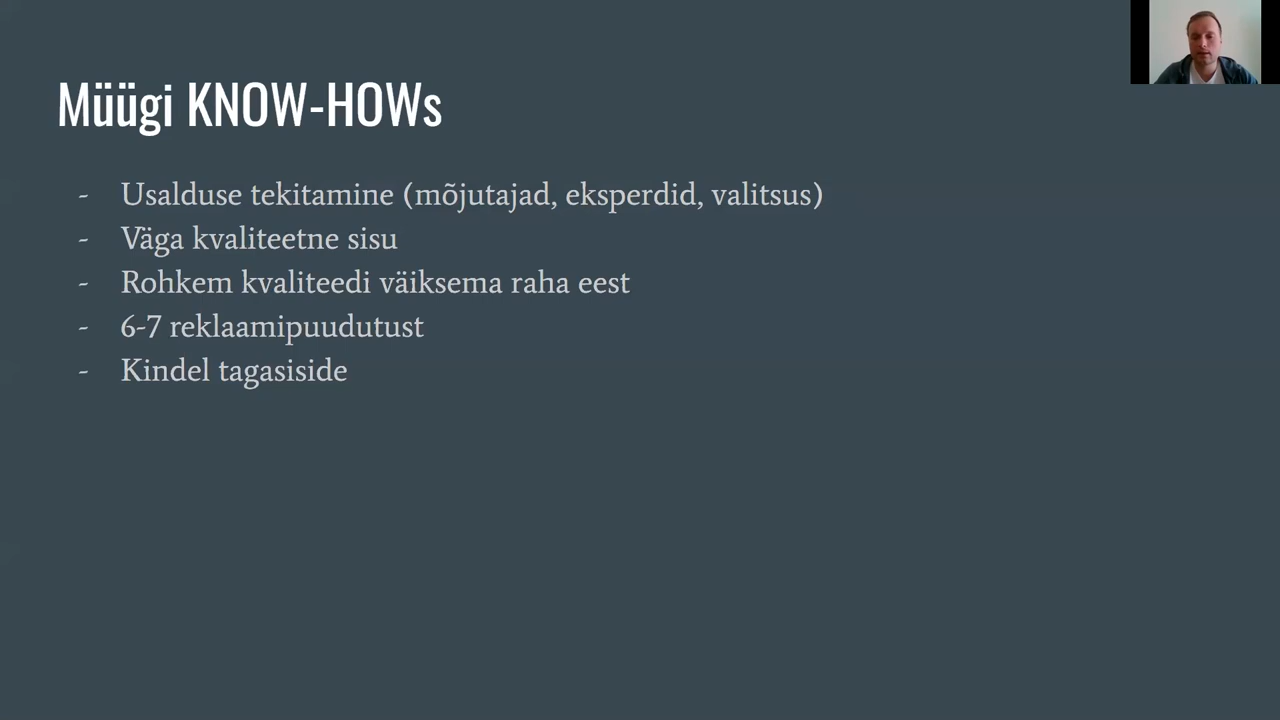 Müügi KNOW-HOWs
- Usalduse tekitamine (mõjutajad, eksperdid, valitsus)
- Väga kvaliteetne sisu
- Rohkem kvaliteedi väiksema raha eest
- 6-7 reklaamipuudutust
- Kindel tagasiside